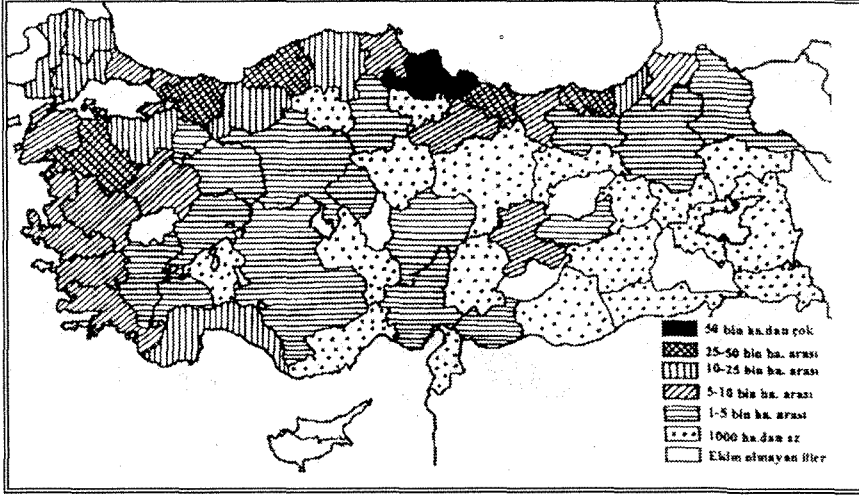 50 bin ha.dan çok
25-50 bin ha. arası
10-25 bin ha. arası
5-10 bin ha. arası
1-5 bin ha. arası
1000 ha.dan az
Ekim olmayan iller